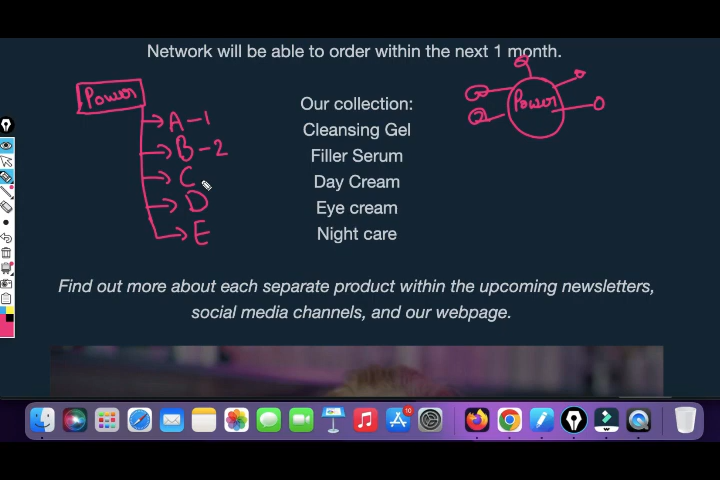 Network will be able to order within the next 1 month.
Power
A-1
B-2
C
D
E
Our collection:
Cleansing Gel
Filler Serum
Day Cream
Eye cream
Night care
Power
Find out more about each separate product within the upcoming newsletters,
social media channels, and our webpage.
10